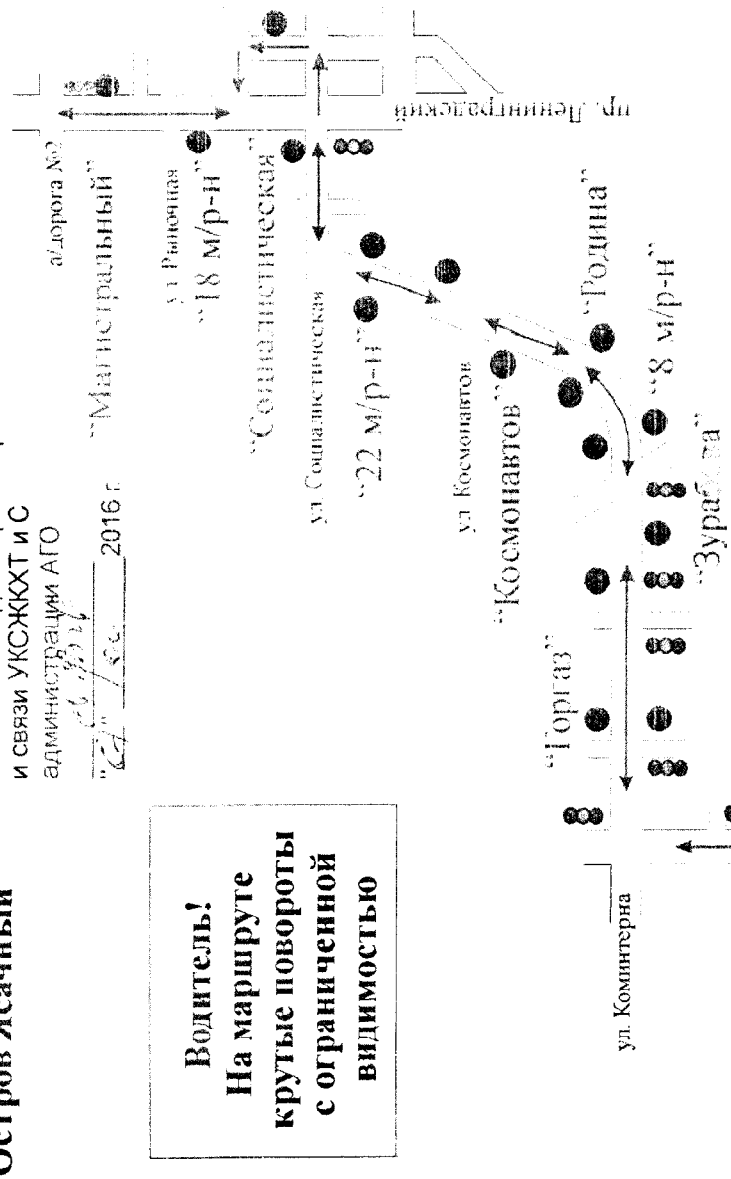 Остров Ясачный
и связи УКСЖКХТ и С
администрации АГО
2016 г.
Водитель!
На маршруте
крутые повороты
с ограниченной
видимостью
а/дорога №2
"Магистральный"
ул Рыночная
"18 м/р-н"
"Социалистическая"
ул. Социалистическая
"22 м/р-н"
пр. Ленинградский
ул Космонавтов
"Космонавтов"
"Родина"
"8 м/р-н"
"Горгаз"
ул. Коминтерна